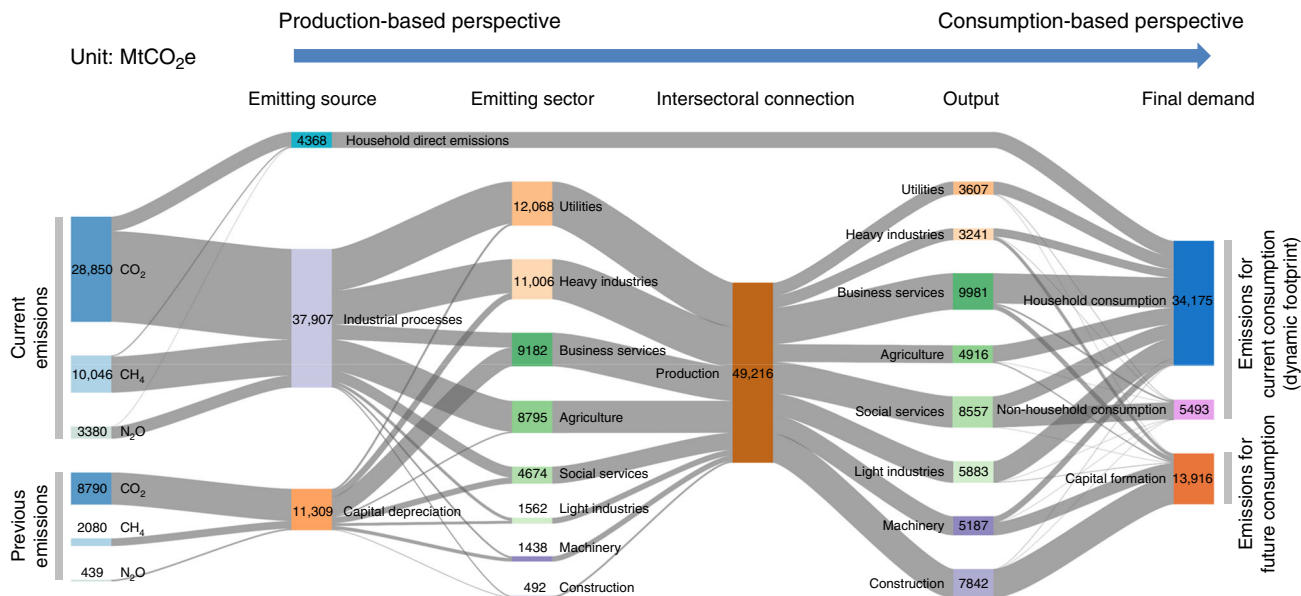 Production-based perspective
Consumption-based perspective
Unit: MtCO₂e
Emitting source
Emitting sector
Intersectoral connection
Output
Final demand
4368 Household direct emissions
12,068 Utilities
Utilities 3607
Heavy industries 3241
28,850 CO₂
11,006 Heavy industries
Business services 9981
Household consumption 34,175
37,907 Industrial processes
9182 Business services
Agriculture 4916
10,046 CH₄
Production 49,216
8795 Agriculture
Social services 8557
Non-household consumption 5493
3380 N₂O
4674 Social services
Light industries 5883
Capital formation 13,916
8790 CO₂
11,309 Capital depreciation
1562 Light industries
Machinery 5187
2080 CH₄
1438 Machinery
439 N₂O
492 Construction
Construction 7842
Current
emissions
Previous
emissions
Emissions for
current consumption
(dynamic footprint)
Emissions for
future consumption